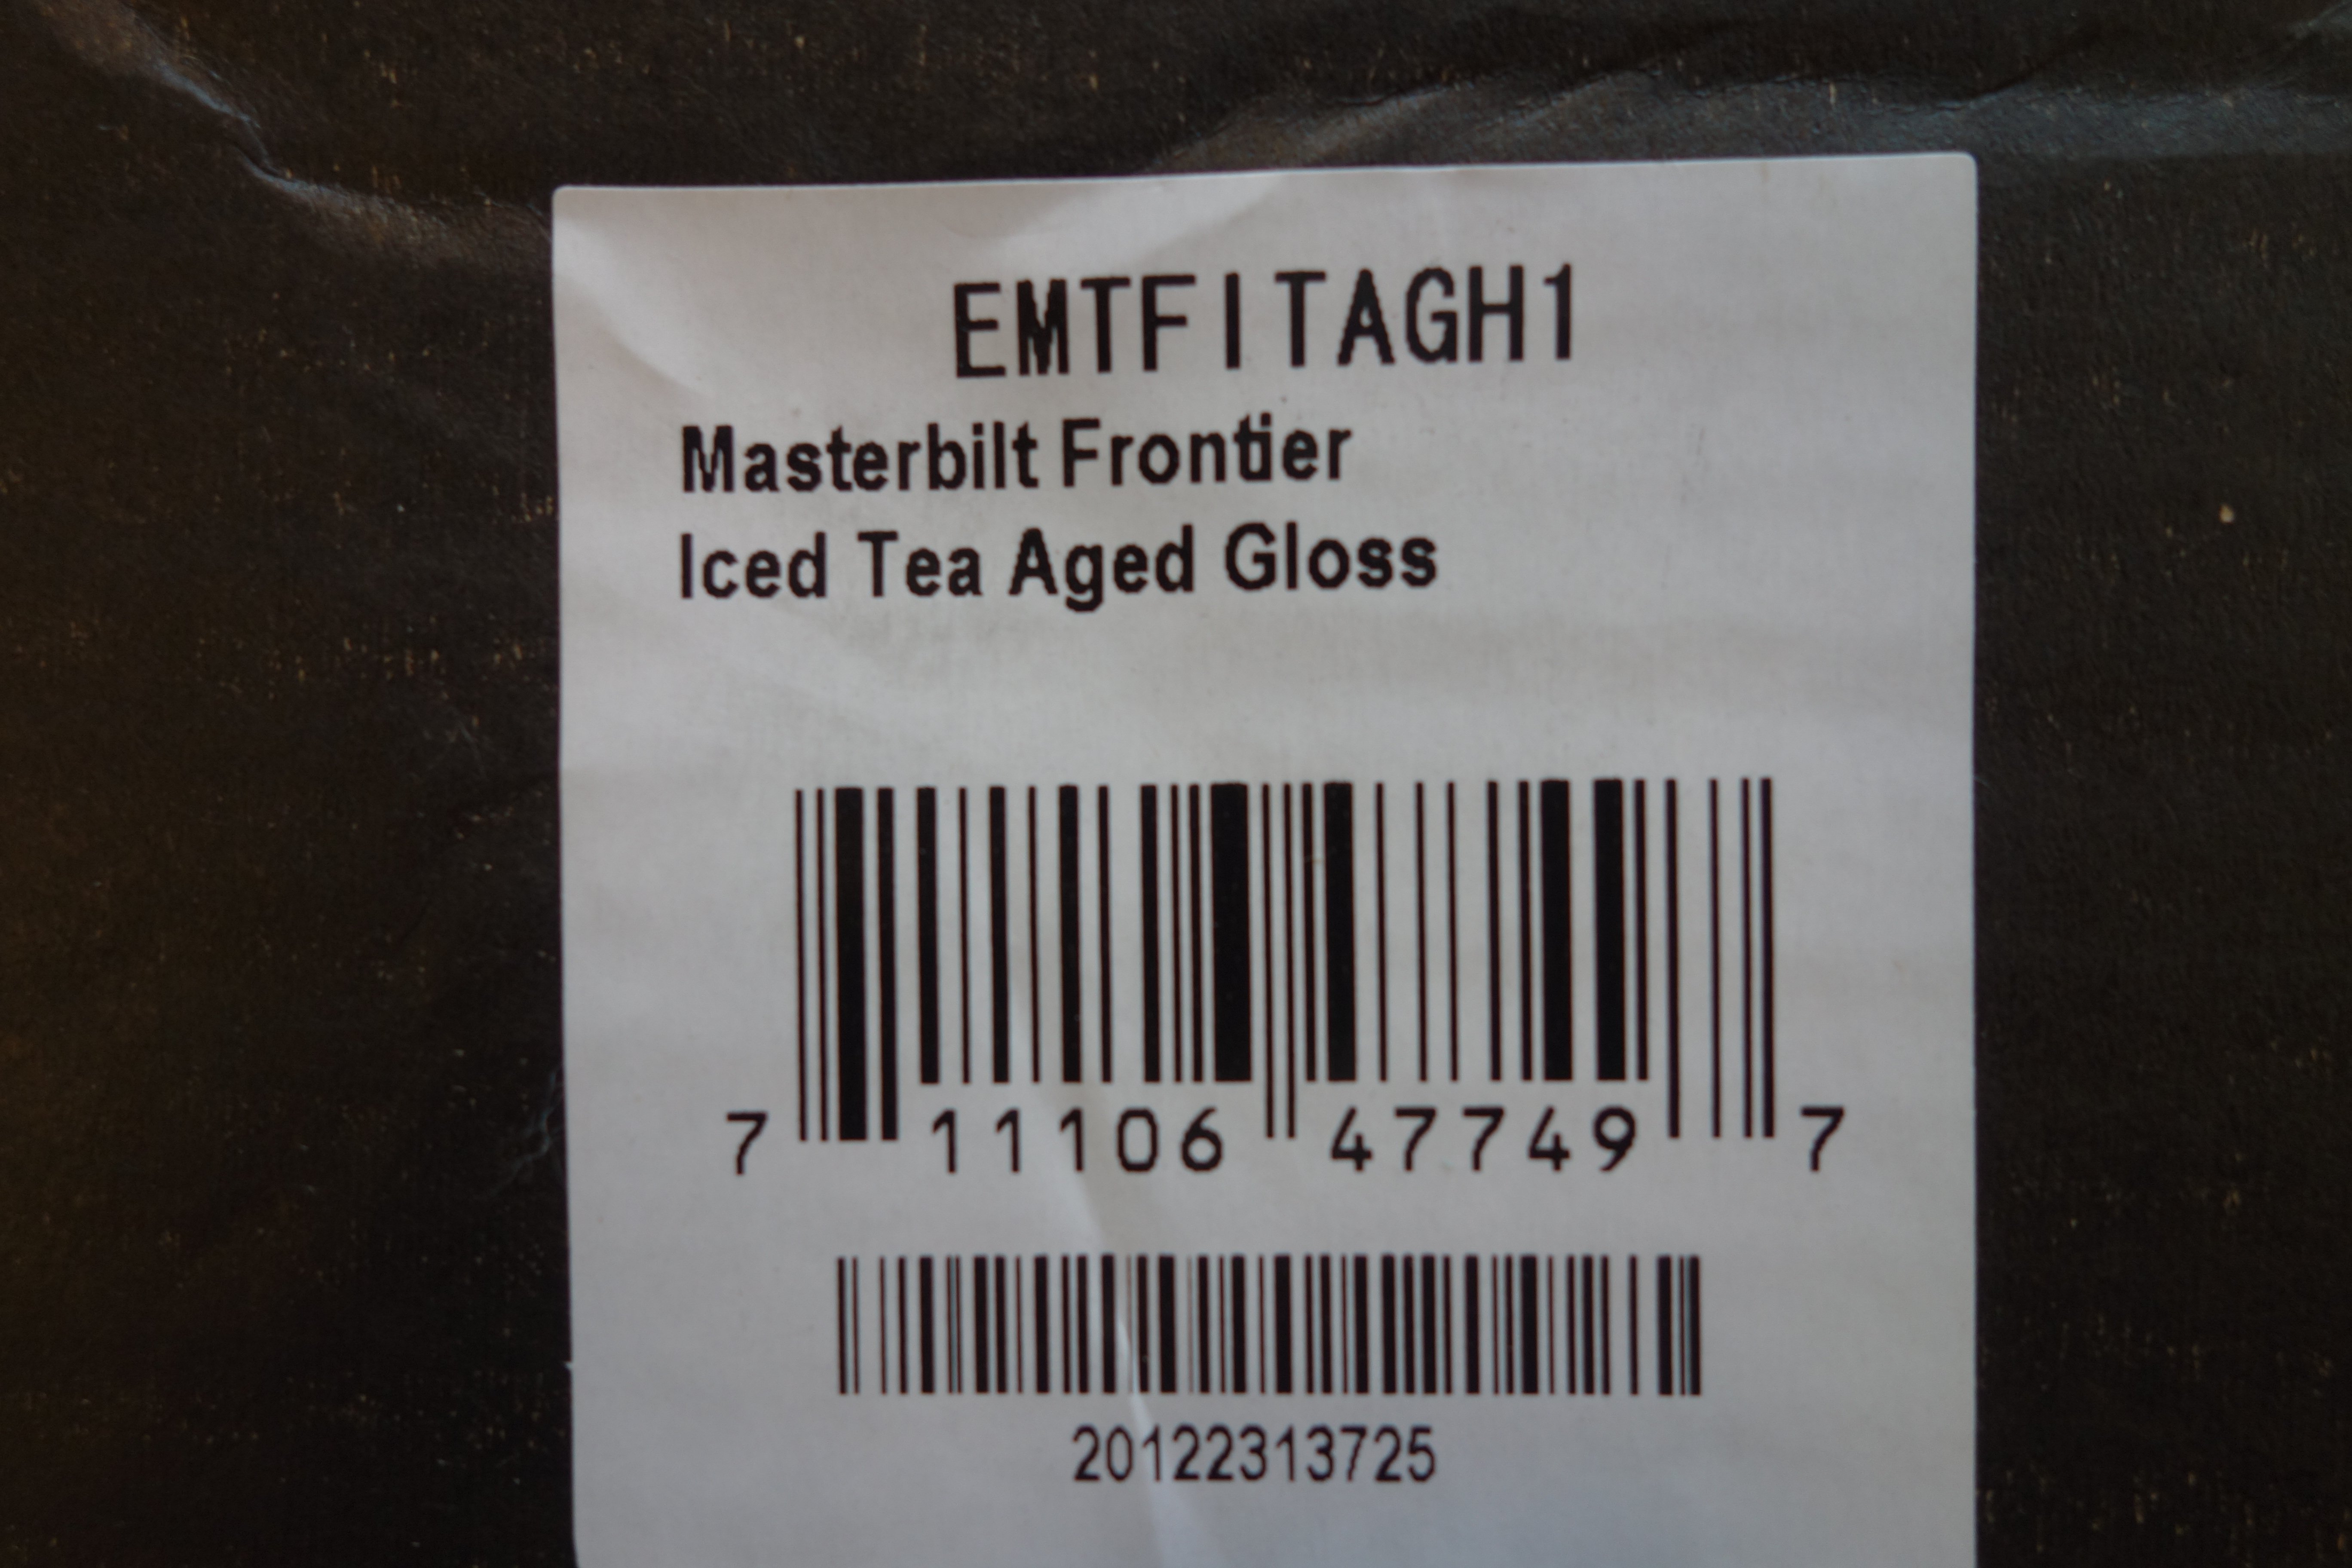 EMTFITAGH1
Masterbilt Frontier
Iced Tea Aged Gloss
7 11106 47749 7
20122313725